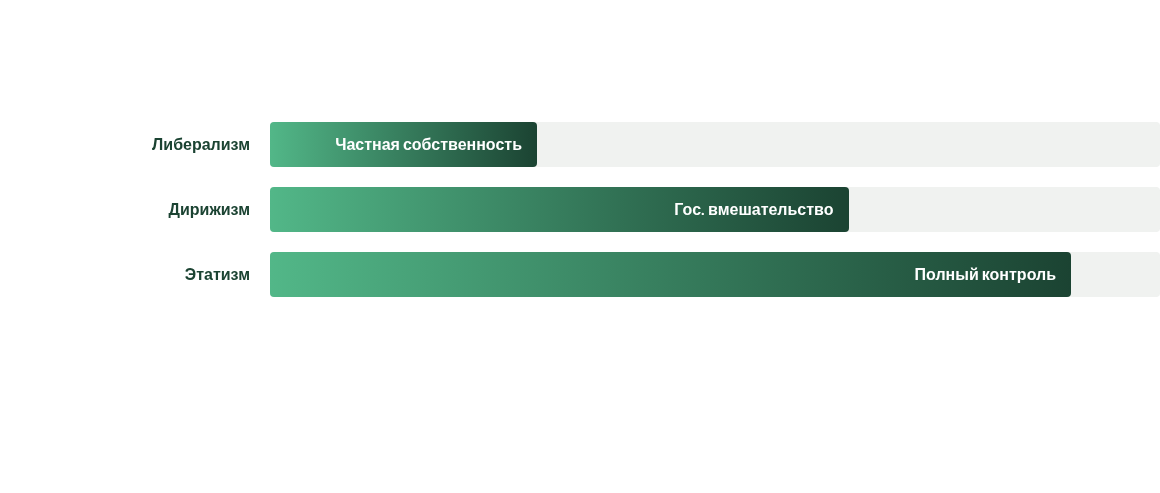 Либерализм
Частная собственность
Дирижизм
Гос. вмешательство
Этатизм
Полный контроль